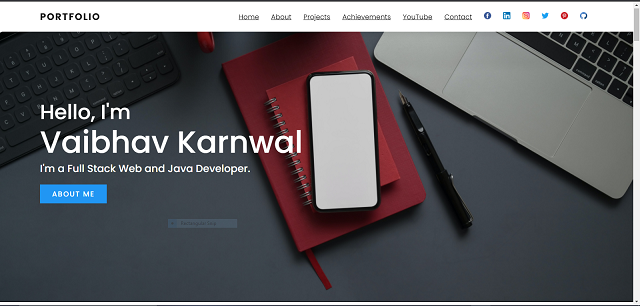 PORTFOLIO
Home About Projects Achievements YouTube Contact
Hello, I'm
Vaibhav Karnwal
I'm a Full Stack Web and Java Developer.
ABOUT ME